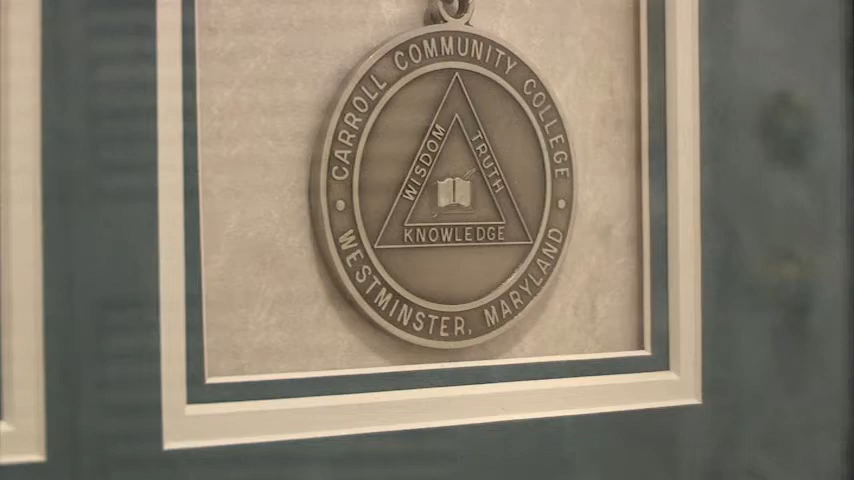 CARROLL COMMUNITY COLLEGE
WISDOM
TRUTH
KNOWLEDGE
WESTMINSTER, MARYLAND